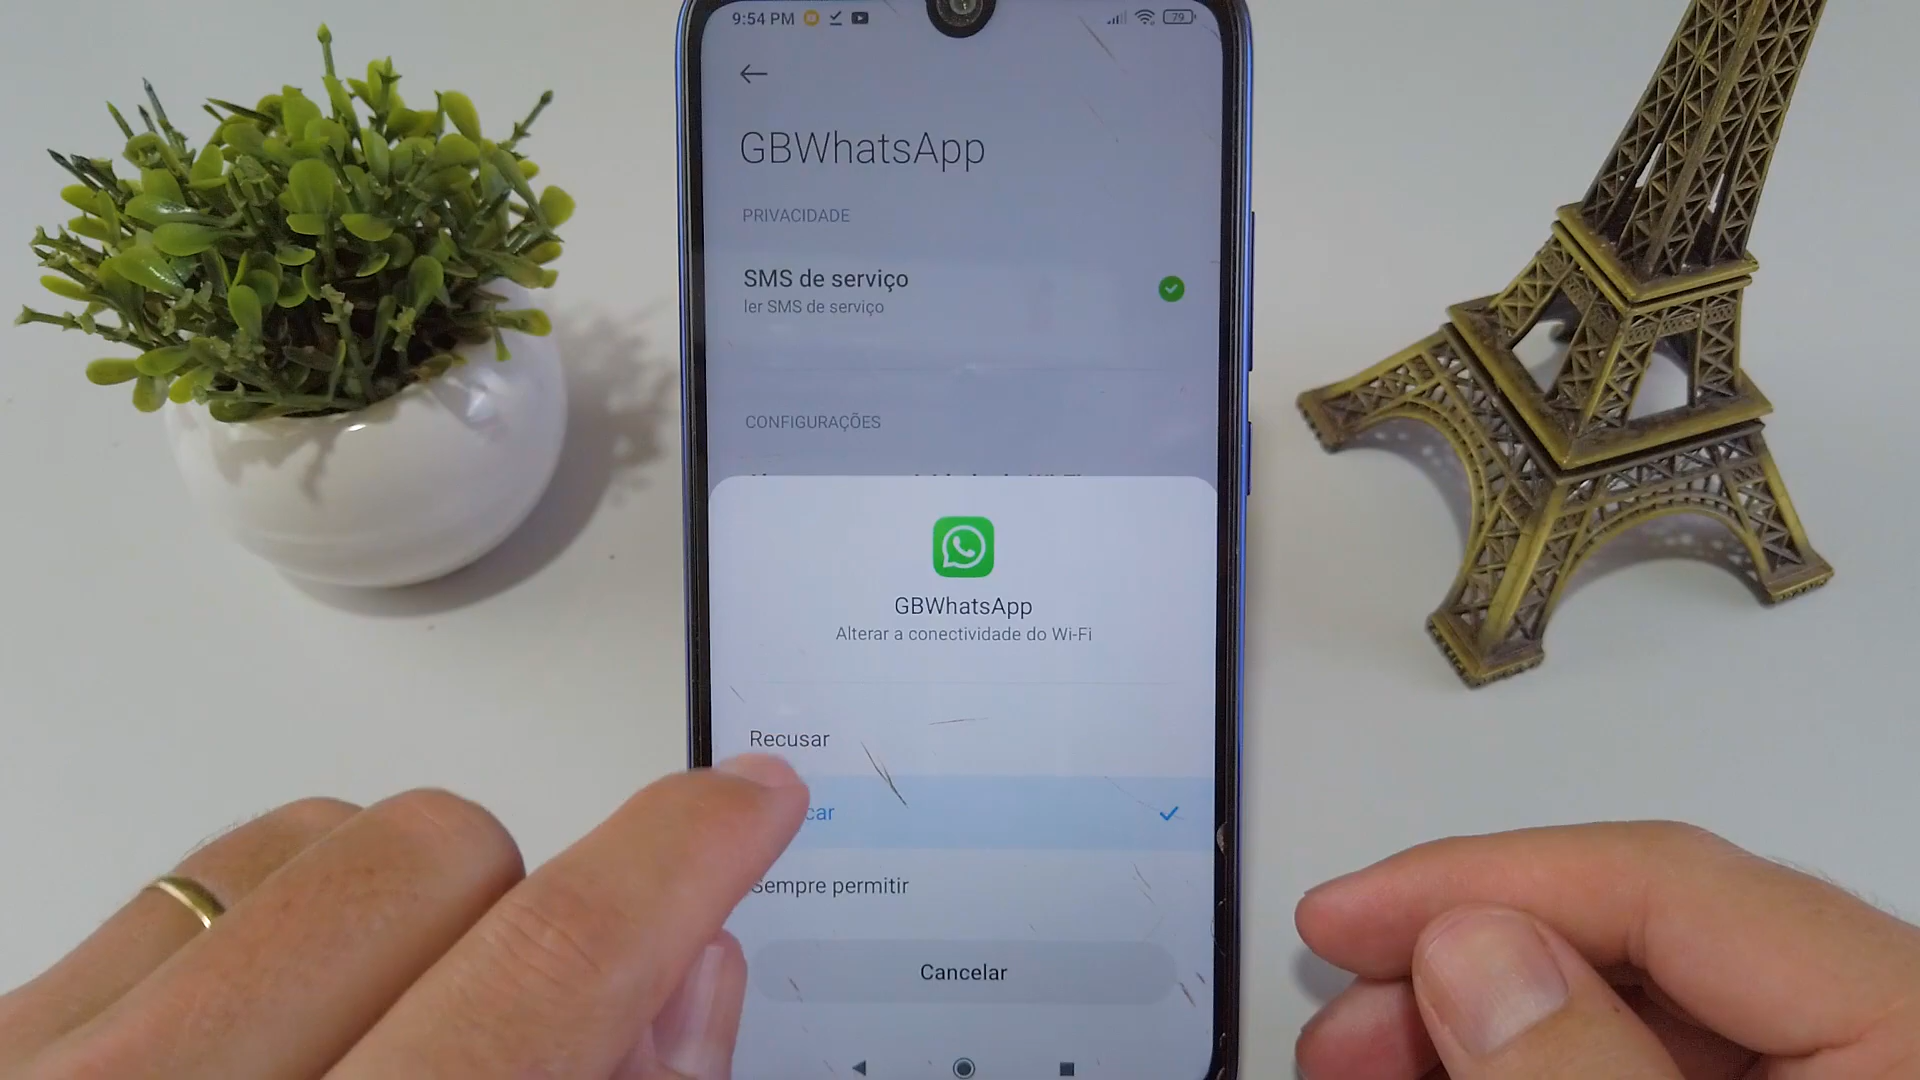 9:54 PM
79
GBWhatsApp
PRIVACIDADE
SMS de serviço
ler SMS de serviço
CONFIGURAÇÕES
GBWhatsApp
Alterar a conectividade do Wi-Fi
Recusar
car
Sempre permitir
Cancelar